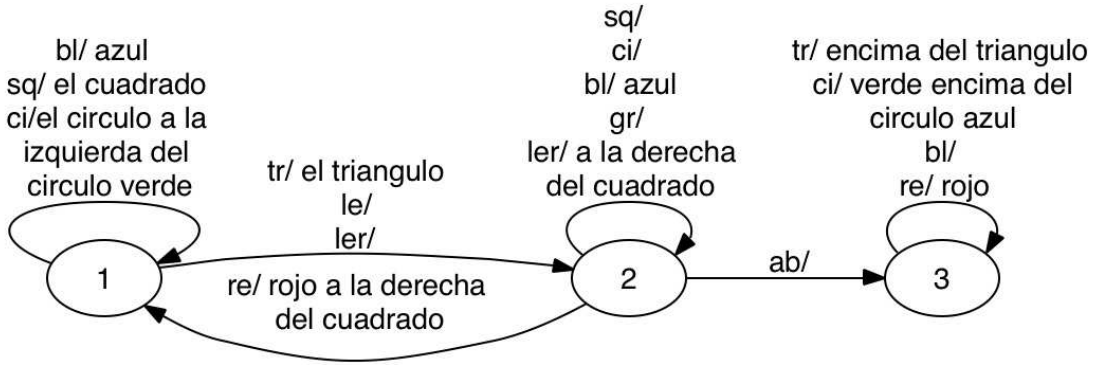 bl/ azul
sq/ el cuadrado
ci/el circulo a la
izquierda del
circulo verde
tr/ el triangulo
le/
ler/
re/ rojo a la derecha
del cuadrado
sq/
ci/
bl/ azul
gr/
ler/ a la derecha
del cuadrado
ab/
tr/ encima del triangulo
ci/ verde encima del
circulo azul
bl/
re/ rojo
1
2
3